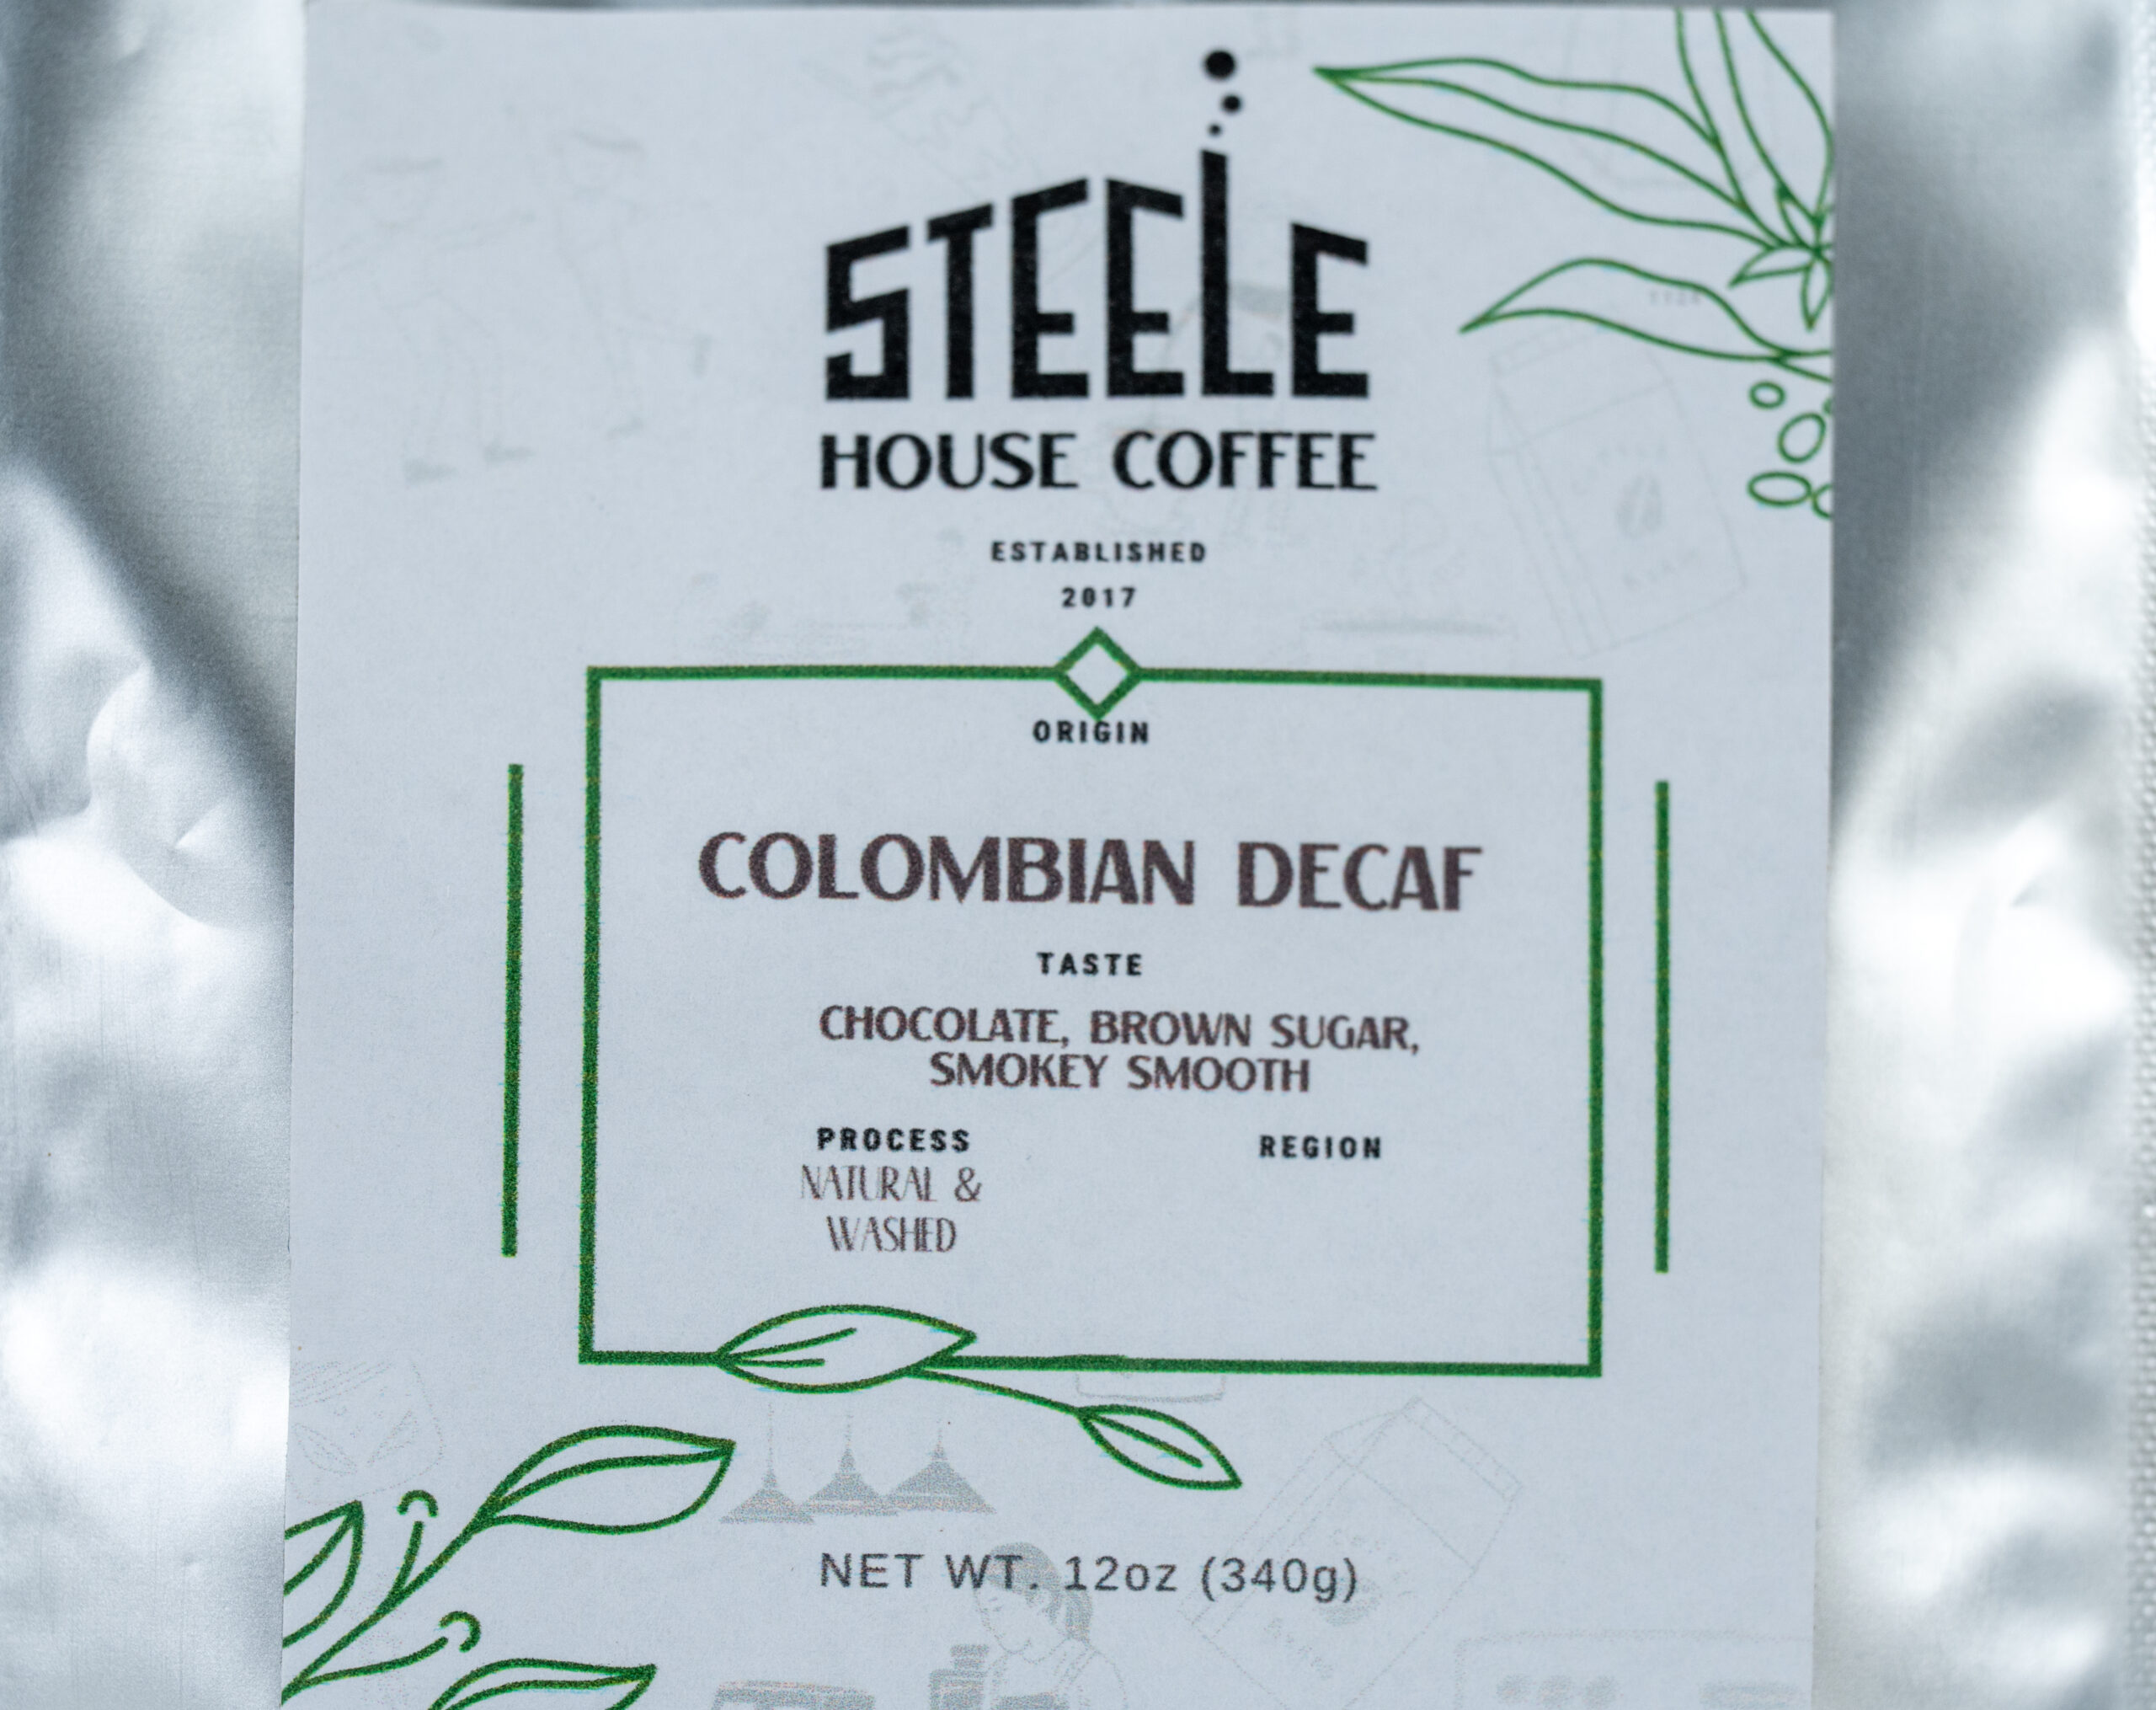 STEELE
HOUSE COFFEE
ESTABLISHED
2017
ORIGIN
COLOMBIAN DECAF
TASTE
CHOCOLATE, BROWN SUGAR,
SMOKEY SMOOTH
PROCESS
REGION
NATURAL &
WASHED
NET WT. 12oz (340g)